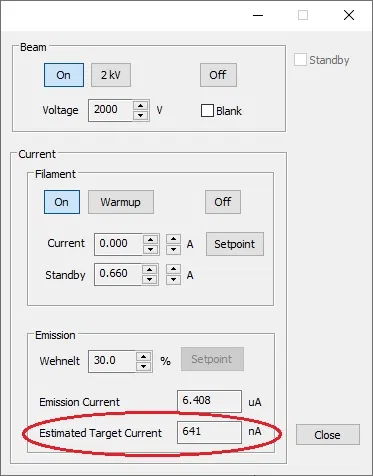 Beam
Standby
On 2 kV Off
Voltage 2000 V Blank
Current
Filament
On Warmup Off
Current 0.000 A Setpoint
Standby 0.660 A
Emission
Wehnelt 30.0 % Setpoint
Emission Current 6.408 uA
Estimated Target Current 641 nA
Close